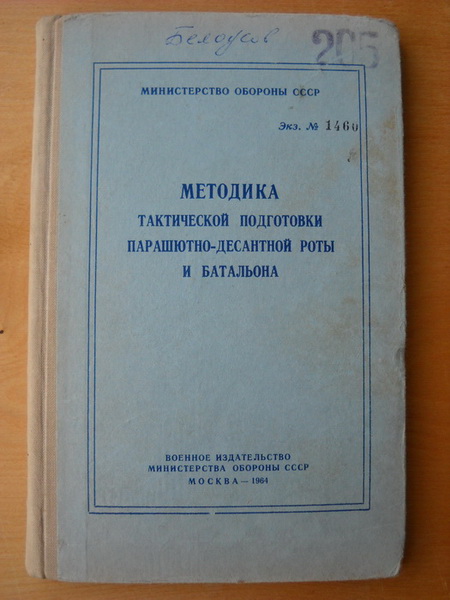 Белоусов
205
МИНИСТЕРСТВО ОБОРОНЫ СССР
Экз. № 1460
МЕТОДИКА
ТАКТИЧЕСКОЙ ПОДГОТОВКИ
ПАРАШЮТНО-ДЕСАНТНОЙ РОТЫ
И БАТАЛЬОНА
ВОЕННОЕ ИЗДАТЕЛЬСТВО
МИНИСТЕРСТВА ОБОРОНЫ СССР
МОСКВА — 1964